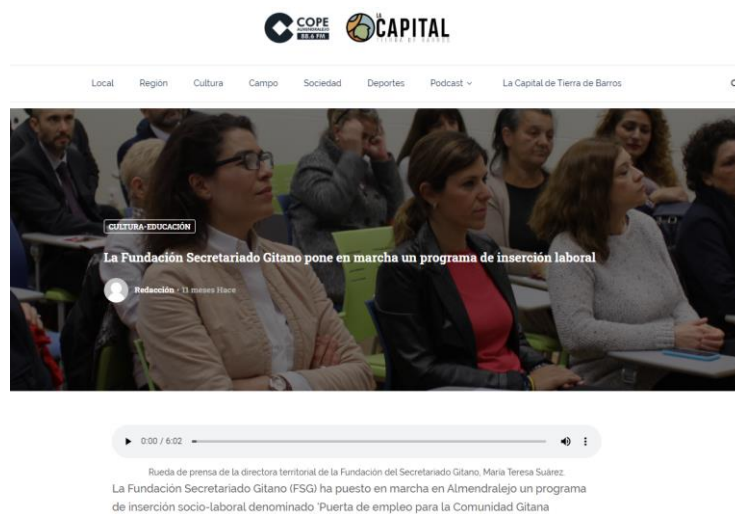 COPE
ALMENDRALEJO
88.6 FM
LA
CAPITAL
TIERRA DE BARROS
Local Región Cultura Campo Sociedad Deportes Podcast La Capital de Tierra de Barros
CULTURA-EDUCACIÓN
La Fundación Secretariado Gitano pone en marcha un programa de inserción laboral
Redacción · 11 meses Hace
0:00 / 6:02
Rueda de prensa de la directora territorial de la Fundación del Secretariado Gitano, Maria Teresa Suárez.
La Fundación Secretariado Gitano (FSG) ha puesto en marcha en Almendralejo un programa
de inserción socio-laboral denominado 'Puerta de empleo para la Comunidad Gitana